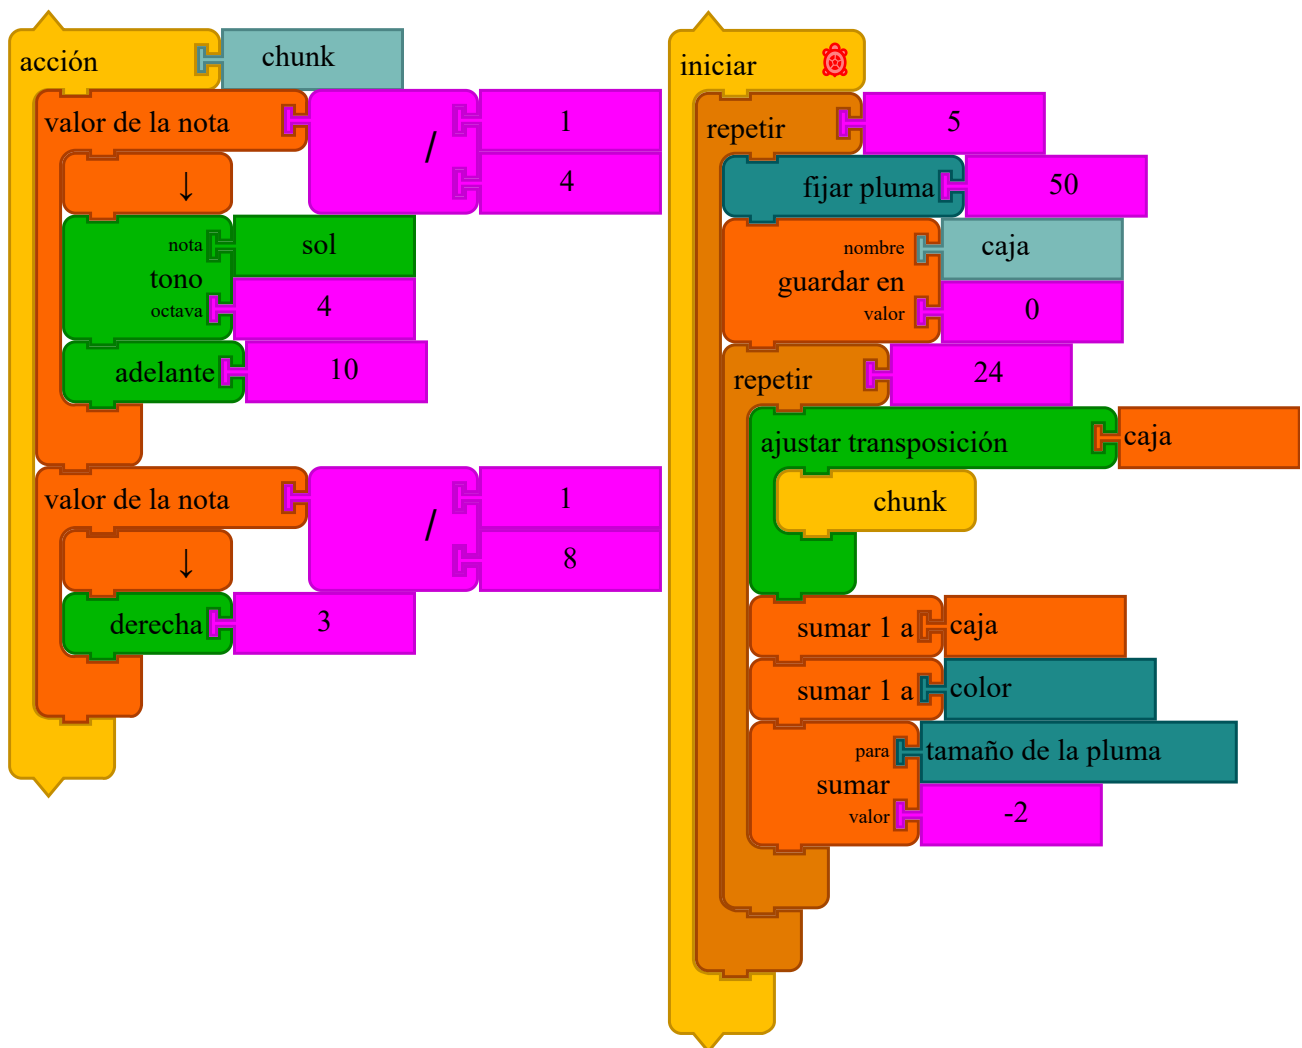 acción chunk
valor de la nota / 1
4
↓
nota sol
tono
octava 4
adelante 10
valor de la nota / 1
8
↓
derecha 3
iniciar
repetir 5
fijar pluma 50
nombre caja
guardar en
valor 0
repetir 24
ajustar transposición caja
chunk
sumar 1 a caja
sumar 1 a color
para tamaño de la pluma
sumar
valor -2